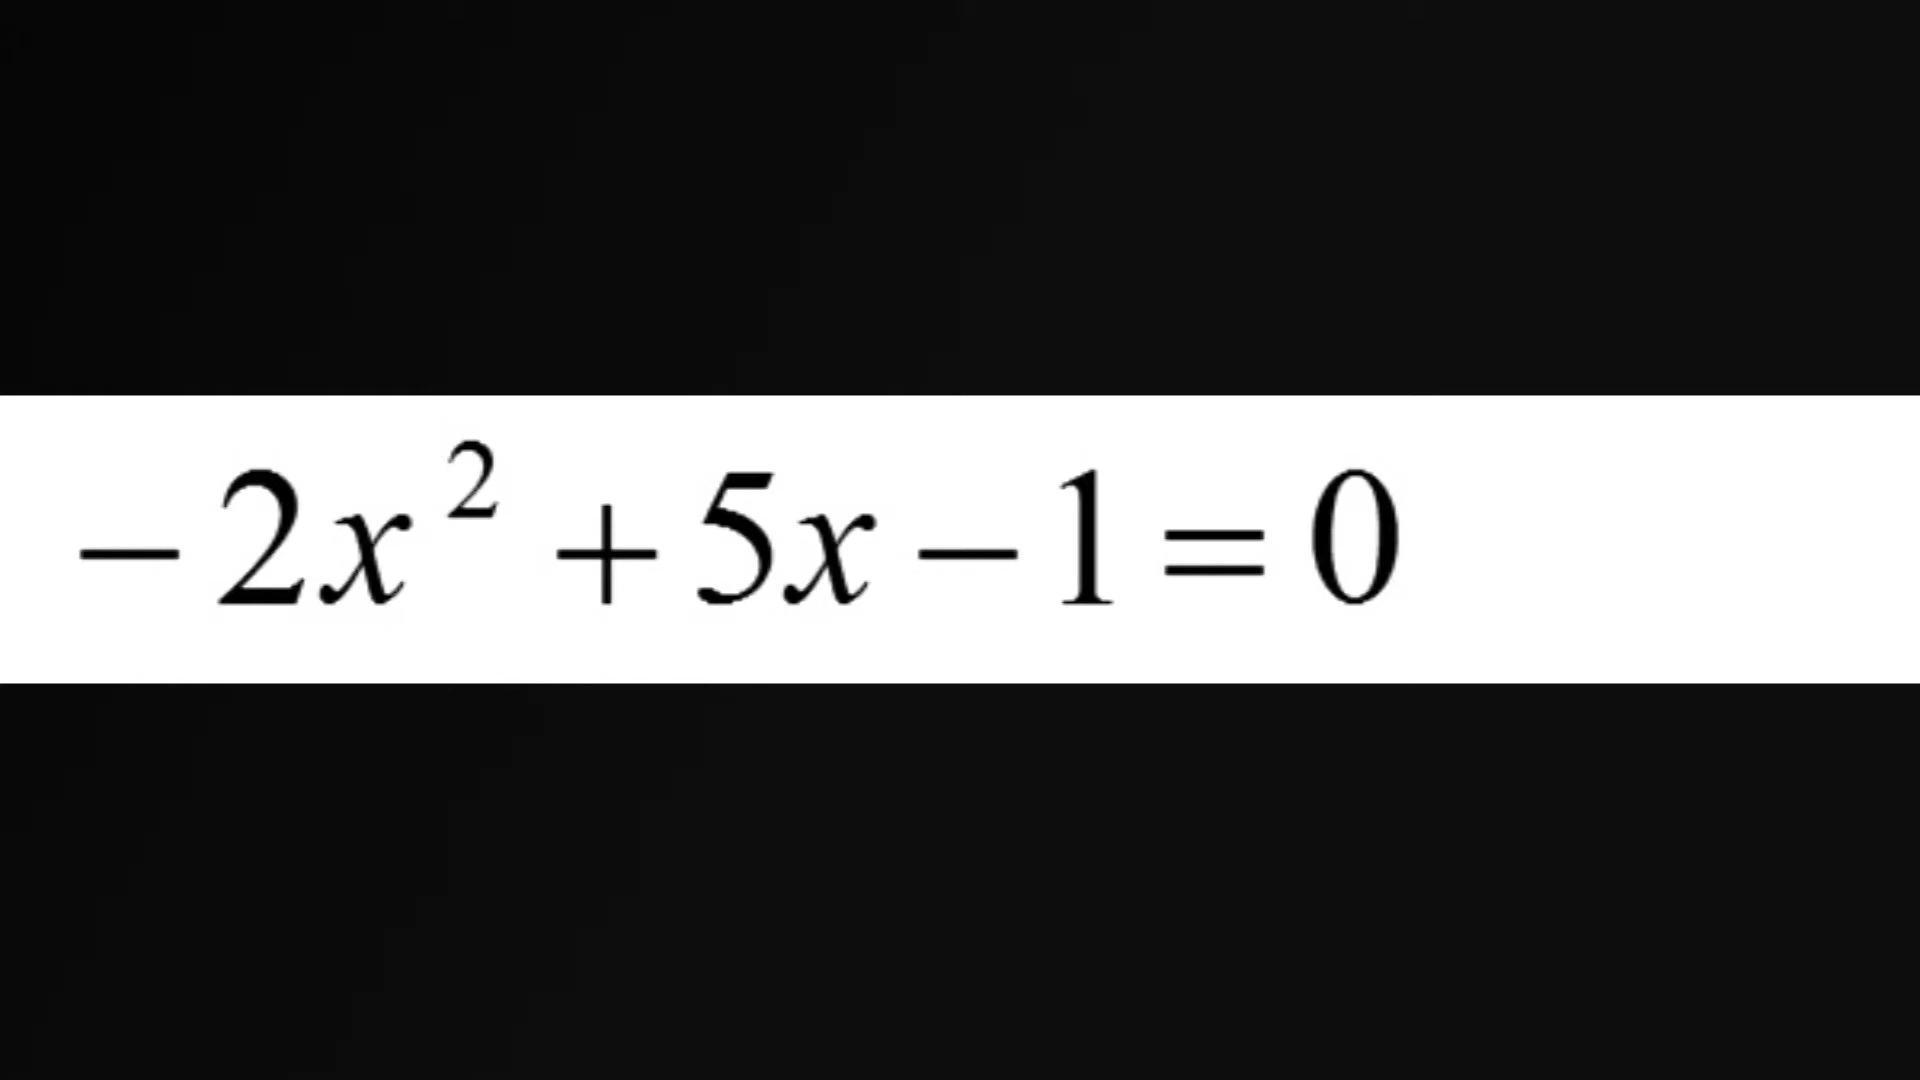 −2x² + 5x − 1 = 0